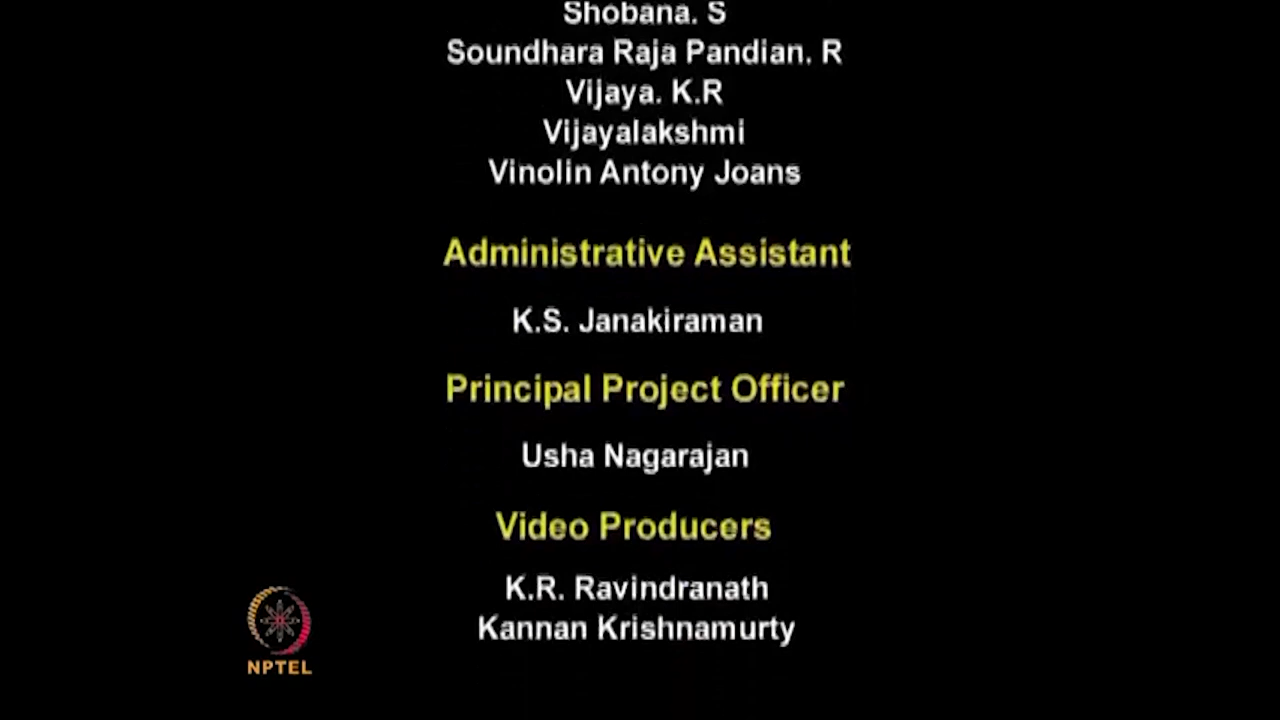 Shobana. S
Soundhara Raja Pandian. R
Vijaya. K.R
Vijayalakshmi
Vinolin Antony Joans
Administrative Assistant
K.S. Janakiraman
Principal Project Officer
Usha Nagarajan
Video Producers
K.R. Ravindranath
Kannan Krishnamurty
NPTEL